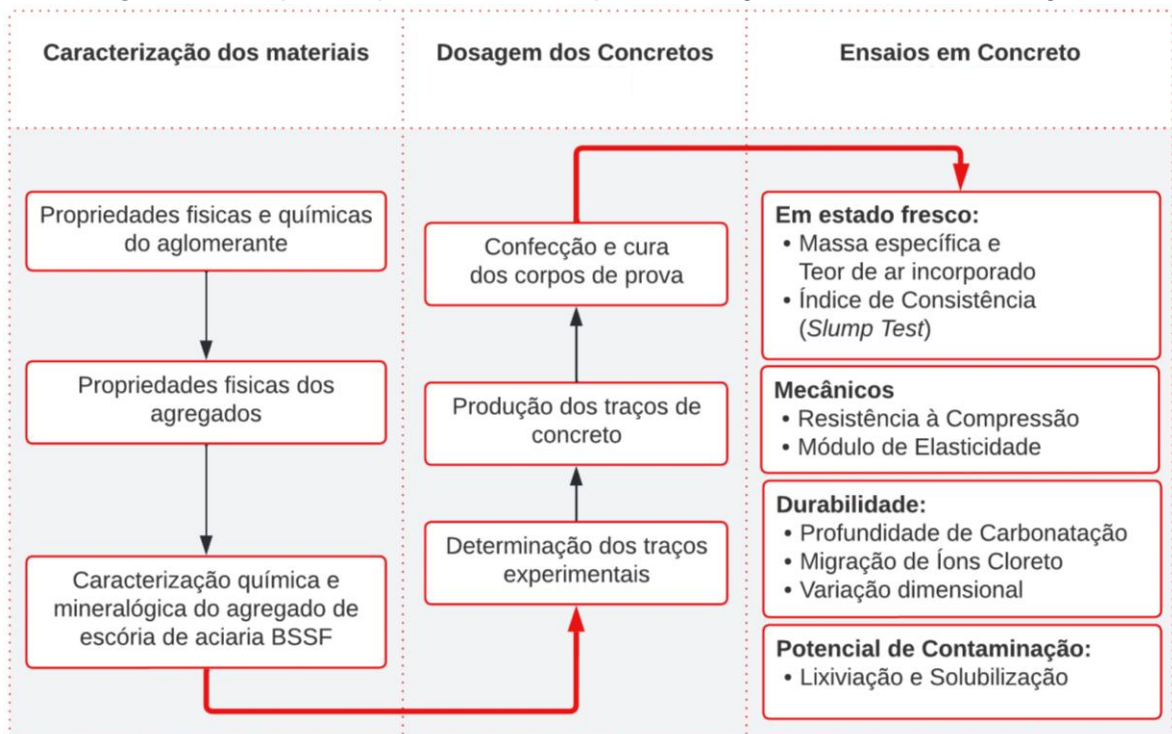 Caracterização dos materiais
Propriedades fisicas e químicas
do aglomerante
Propriedades fisicas dos
agregados
Caracterização química e
mineralógica do agregado de
escória de aciaria BSSF
Dosagem dos Concretos
Confecção e cura
dos corpos de prova
Produção dos traços de
concreto
Determinação dos traços
experimentais
Ensaios em Concreto
Em estado fresco:
• Massa específica e
Teor de ar incorporado
• Índice de Consistência
(Slump Test)
Mecânicos
• Resistência à Compressão
• Módulo de Elasticidade
Durabilidade:
• Profundidade de Carbonatação
• Migração de Íons Cloreto
• Variação dimensional
Potencial de Contaminação:
• Lixiviação e Solubilização